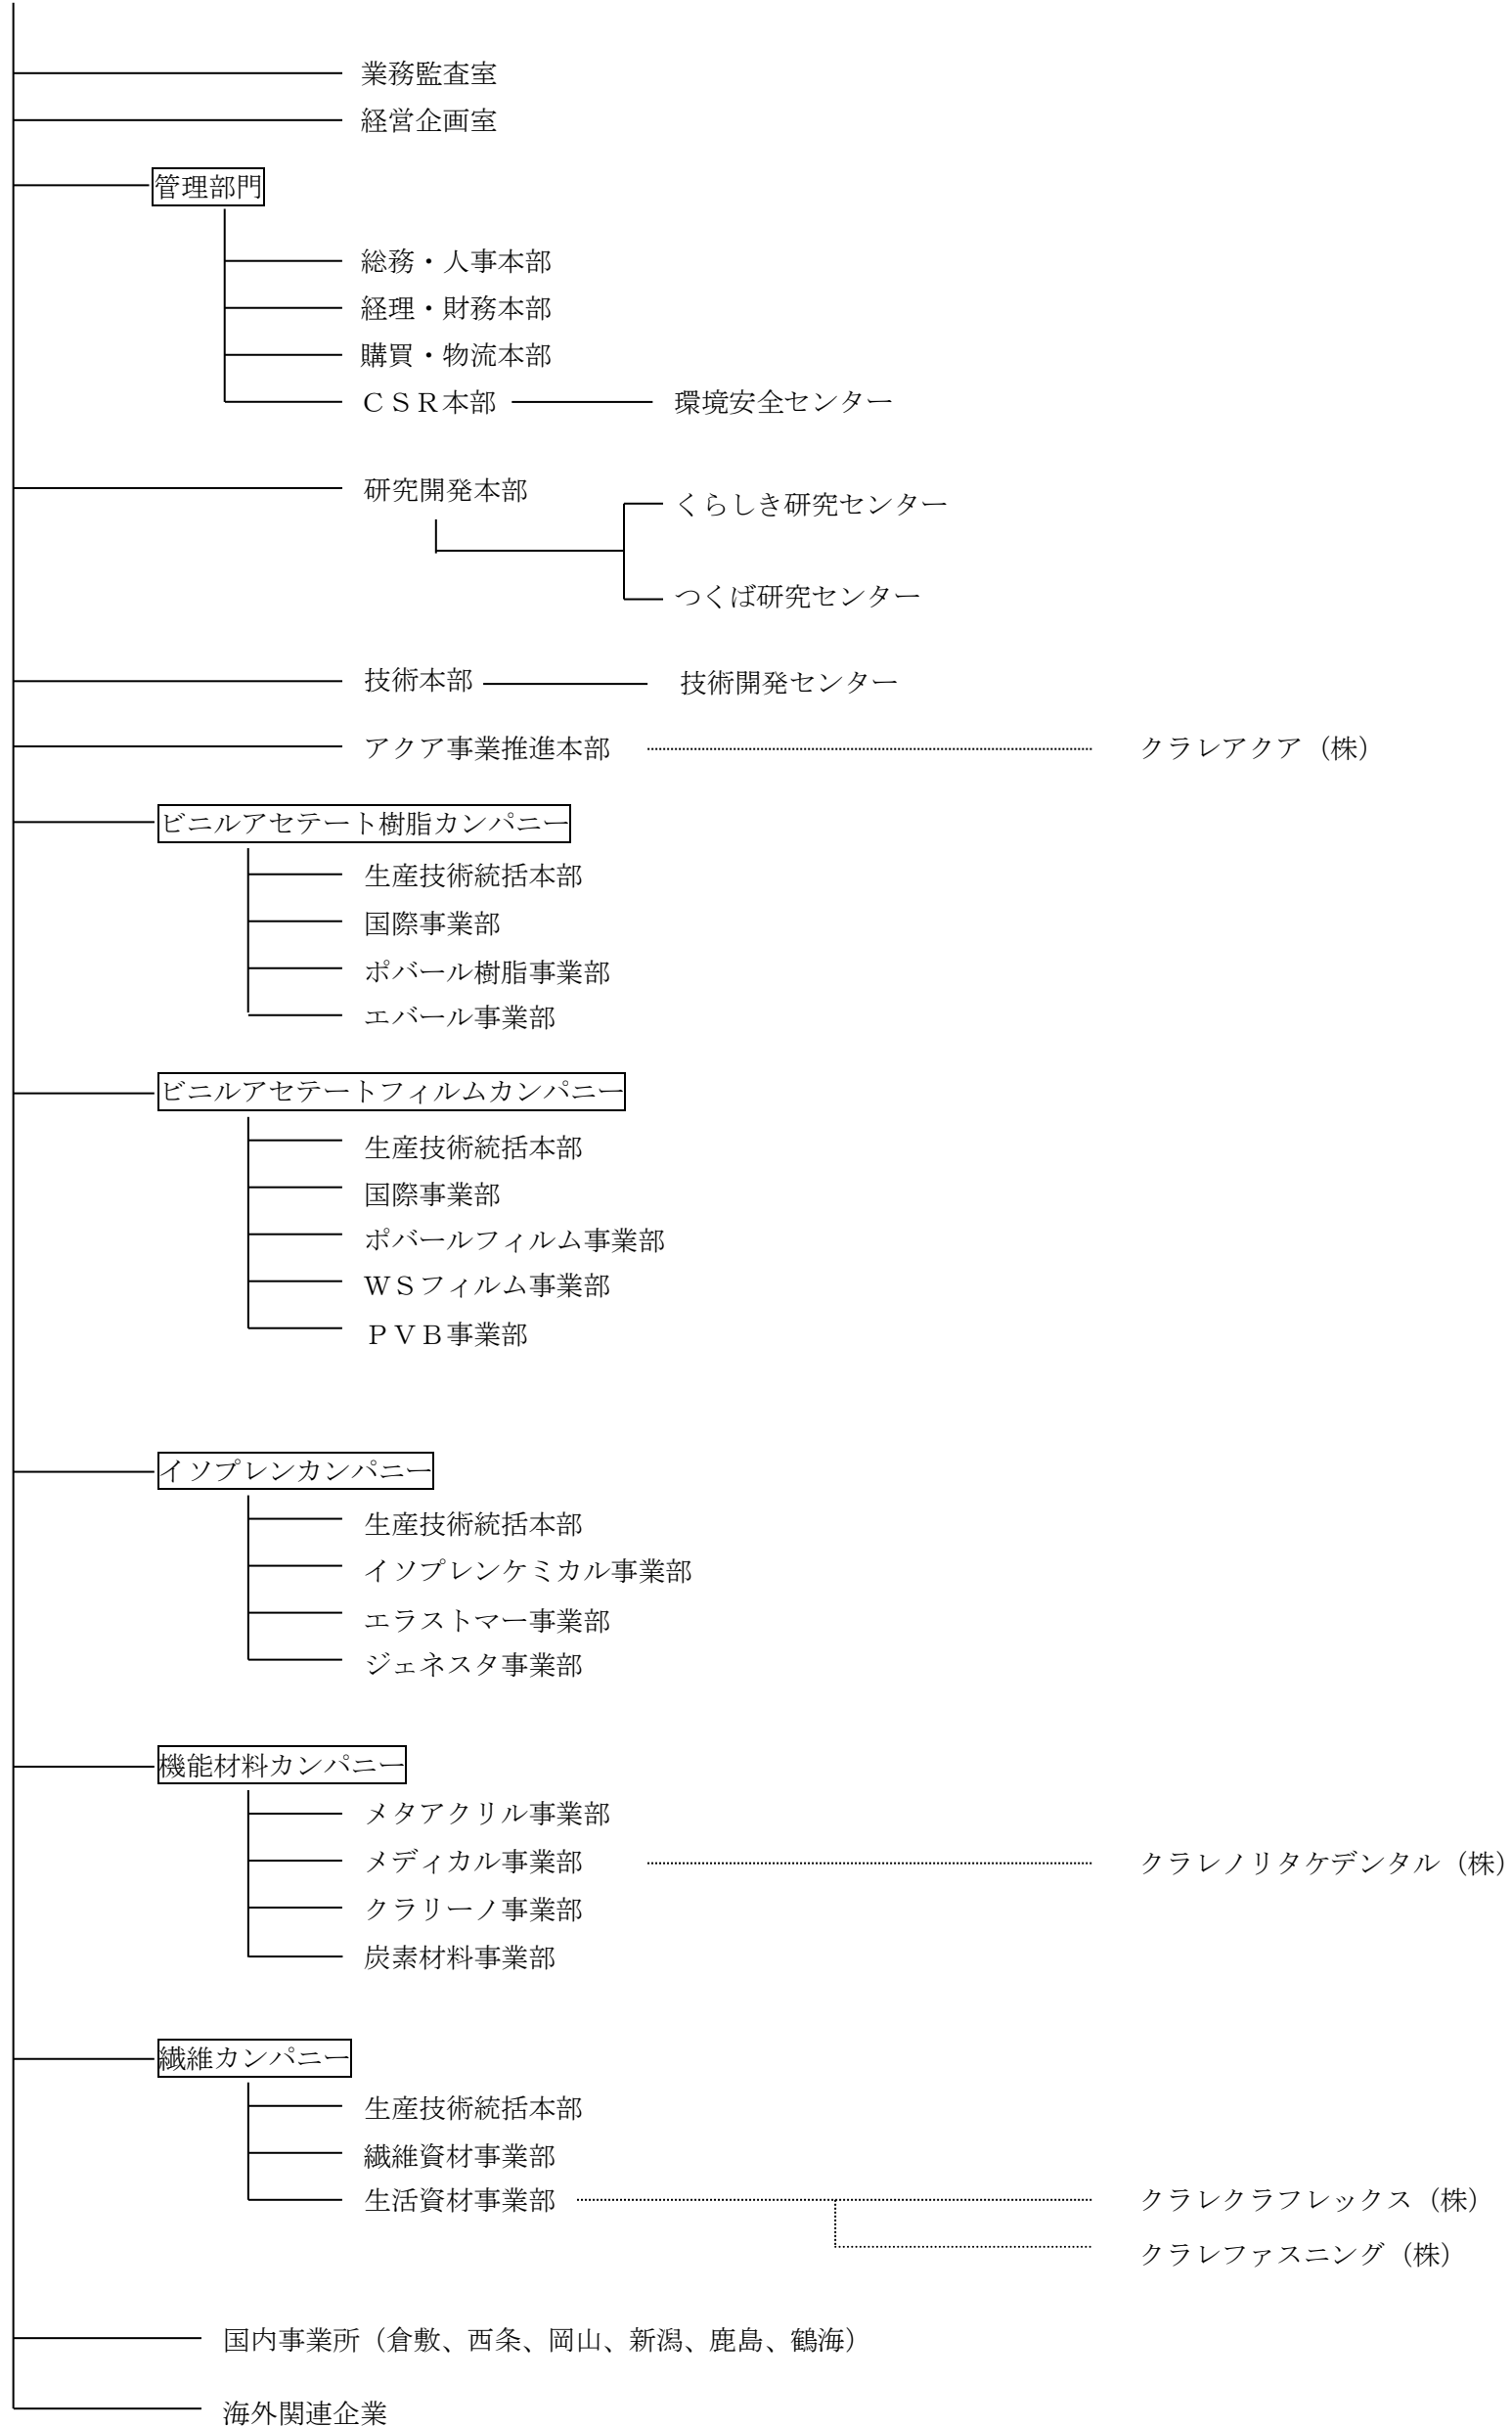 業務監査室
経営企画室
管理部門
総務・人事本部
経理・財務本部
購買・物流本部
ＣＳＲ本部 環境安全センター
研究開発本部
くらしき研究センター
つくば研究センター
技術本部 技術開発センター
アクア事業推進本部 クラレアクア（株）
ビニルアセテート樹脂カンパニー
生産技術統括本部
国際事業部
ポバール樹脂事業部
エバール事業部
ビニルアセテートフィルムカンパニー
生産技術統括本部
国際事業部
ポバールフィルム事業部
ＷＳフィルム事業部
ＰＶＢ事業部
イソプレンカンパニー
生産技術統括本部
イソプレンケミカル事業部
エラストマー事業部
ジェネスタ事業部
機能材料カンパニー
メタアクリル事業部
メディカル事業部 クラレノリタケデンタル（株）
クラリーノ事業部
炭素材料事業部
繊維カンパニー
生産技術統括本部
繊維資材事業部
生活資材事業部 クラレクラフレックス（株）
クラレファスニング（株）
国内事業所（倉敷、西条、岡山、新潟、鹿島、鶴海）
海外関連企業